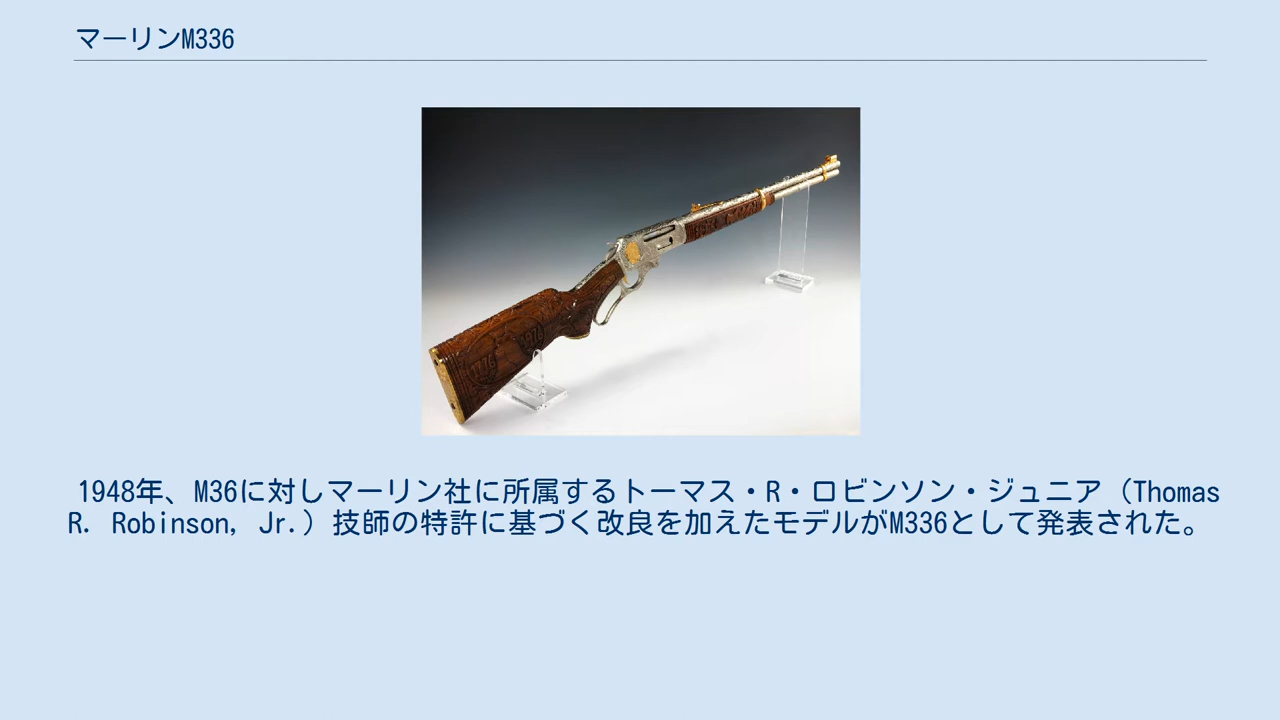 マーリンM336
1776
1976
1948年、M36に対しマーリン社に所属するトーマス・R・ロビンソン・ジュニア（Thomas
R. Robinson, Jr.）技師の特許に基づく改良を加えたモデルがM336として発表された。